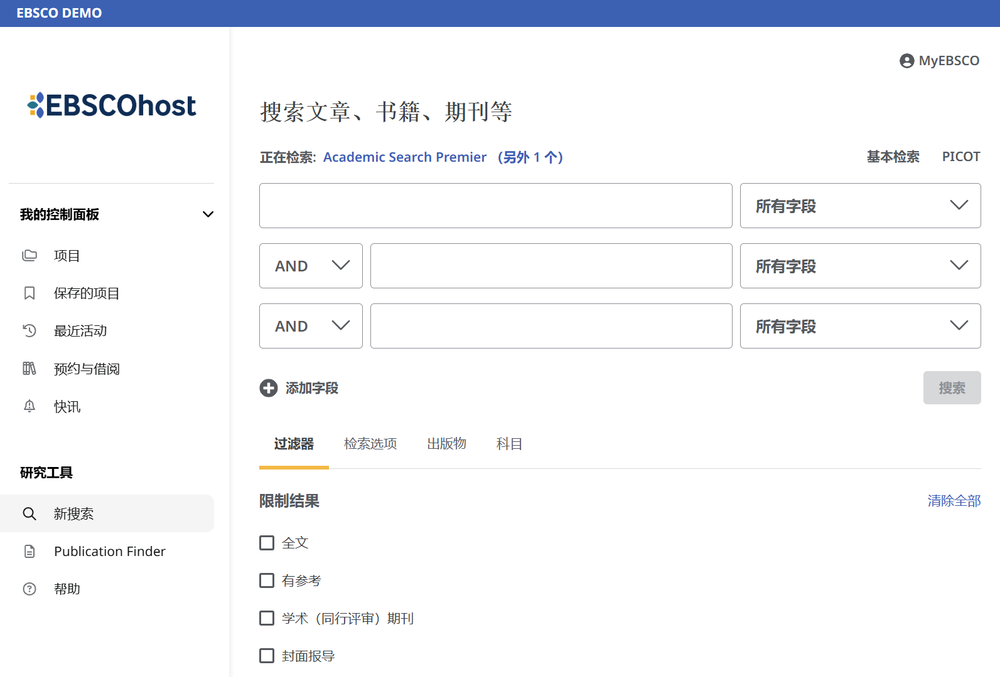 EBSCO DEMO
MyEBSCO
EBSCOhost
搜索文章、书籍、期刊等
正在检索: Academic Search Premier （另外 1 个）
基本检索 PICOT
所有字段
AND 所有字段
AND 所有字段
添加字段
搜索
过滤器 检索选项 出版物 科目
限制结果
清除全部
全文
有参考
学术（同行评审）期刊
封面报导
我的控制面板
项目
保存的项目
最近活动
预约与借阅
快讯
研究工具
新搜索
Publication Finder
帮助